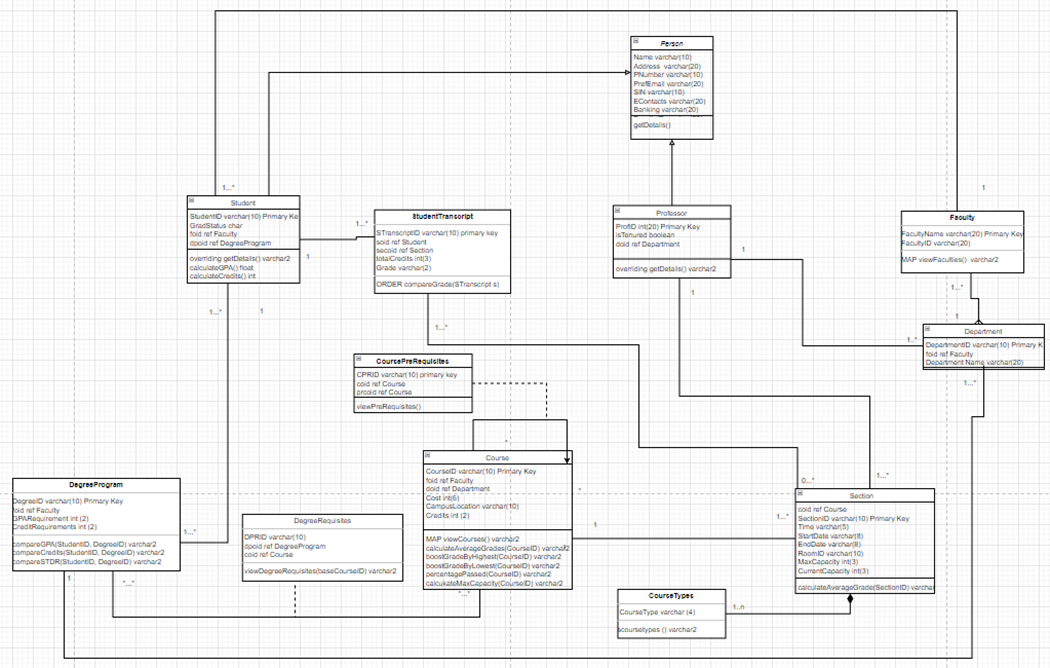 Person
Name varchar(10)
Address varchar(20)
PNumber varchar(10)
PrefEmail varchar(20)
SIN varchar(10)
EContacts varchar(20)
Banking varchar(20)
getDetails()
1...*
Student
StudentID varchar(10) Primary Ke
GradStatus char
foid ref Faculty
dpoid ref DegreeProgram
overriding getDetails() varchar2
calculateGPA() float
calculateCredits() int
1...*
1
StudentTranscript
STranscriptID varchar(10) primary key
soid ref Student
secoid ref Section
totalCredits int(3)
Grade varchar(2)
ORDER compareGrade(STranscript s)
Professor
ProfID int(20) Primary Key
isTenured boolean
doid ref Department
overriding getDetails() varchar2
1
1
1
Faculty
FacultyName varchar(20) Primary Key
FacultyID varchar(20)
MAP viewFaculties() varchar2
1...*
1
1..*
Department
DepartmentID varchar(10) Primary K
foid ref Faculty
Department Name varchar(20)
1...*
1...*
1
1...*
CoursePreRequisites
CPRID varchar(10) primary key
coid ref Course
prcoid ref Course
viewPreRequisites()
*
Course
CourseID varchar(10) Primary Key
foid ref Faculty
doid ref Department
Cost int(6)
CampusLocation varchar(10)
Credits int (2)
MAP viewCourses() varchar2
calculateAverageGrades(CourseID) varchar2
boostGradeByHighest(CourseID) varchar2
boostGradeByLowest(CourseID) varchar2
percentagePassed(CourseID) varchar2
calcukateMaxCapacity(CourseID) varchar2
*...*
*
1
1...*
0...*
1...*
Section
coid ref Course
SectionID varchar(10) Primary Key
Time varchar(5)
StartDate varchar(8)
EndDate varchar(8)
RoomID varchar(10)
MaxCapacity int(3)
CurrentCapacity int(3)
calculateAverageGrade(SectionID) varchar
DegreeProgram
DegreeID varchar(10) Primary Key
foid ref Faculty
GPARequirement int (2)
CreditRequirements int (2)
compareGPA(StudentID, DegreeID) varchar2
compareCredits(StudentID, DegreeID) varchar2
compareSTDR(StudentID, DegreeID) varchar2
1...*
1
*...*
DegreeRequisites
DPRID varchar(10)
dpoid ref DegreeProgram
coid ref Course
viewDegreeRequisites(baseCourseID) varchar2
CourseTypes
CourseType varchar (4)
scoursetypes () varchar2
1..n